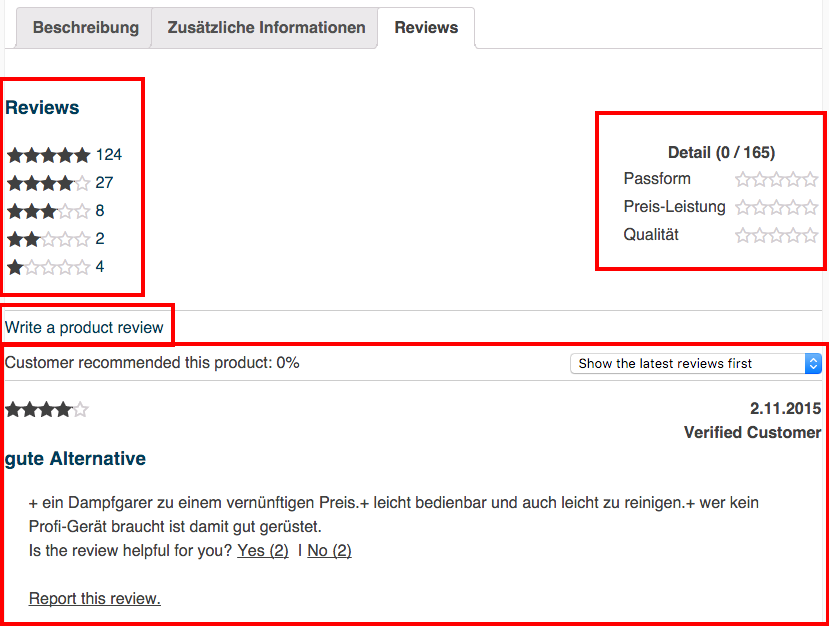 Beschreibung Zusätzliche Informationen Reviews
Reviews
124
27
8
2
4
Detail (0 / 165)
Passform
Preis-Leistung
Qualität
Write a product review
Customer recommended this product: 0% Show the latest reviews first
2.11.2015
Verified Customer
gute Alternative
+ ein Dampfgarer zu einem vernünftigen Preis.+ leicht bedienbar und auch leicht zu reinigen.+ wer kein
Profi-Gerät braucht ist damit gut gerüstet.
Is the review helpful for you? Yes (2) I No (2)
Report this review.